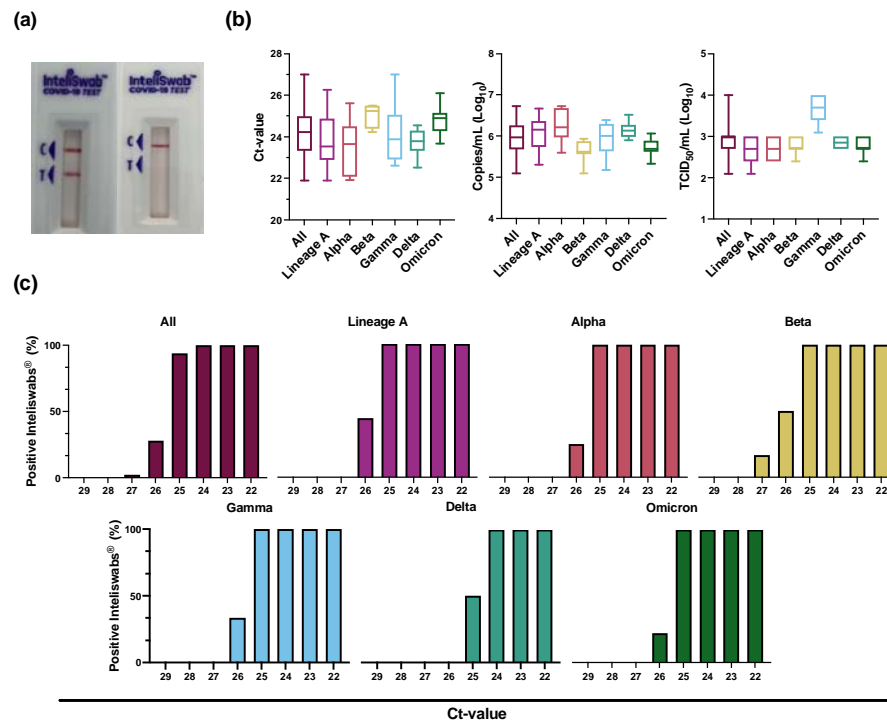 (a)
InteliSwab™
COVID-19 TEST
C
T
InteliSwab™
COVID-19 TEST
C
T
(b)
Ct-value
28
26
24
22
20
All
Lineage A
Alpha
Beta
Gamma
Delta
Omicron
Copies/mL (Log10)
8
7
6
5
4
All
Lineage A
Alpha
Beta
Gamma
Delta
Omicron
TCID50/mL (Log10)
5
4
3
2
1
All
Lineage A
Alpha
Beta
Gamma
Delta
Omicron
(c)
All
Lineage A
Alpha
Beta
Positive Inteliswabs® (%)
100
50
0
29 28 27 26 25 24 23 22
29 28 27 26 25 24 23 22
29 28 27 26 25 24 23 22
29 28 27 26 25 24 23 22
Gamma
Delta
Omicron
Positive Inteliswabs® (%)
100
50
0
29 28 27 26 25 24 23 22
29 28 27 26 25 24 23 22
29 28 27 26 25 24 23 22
Ct-value